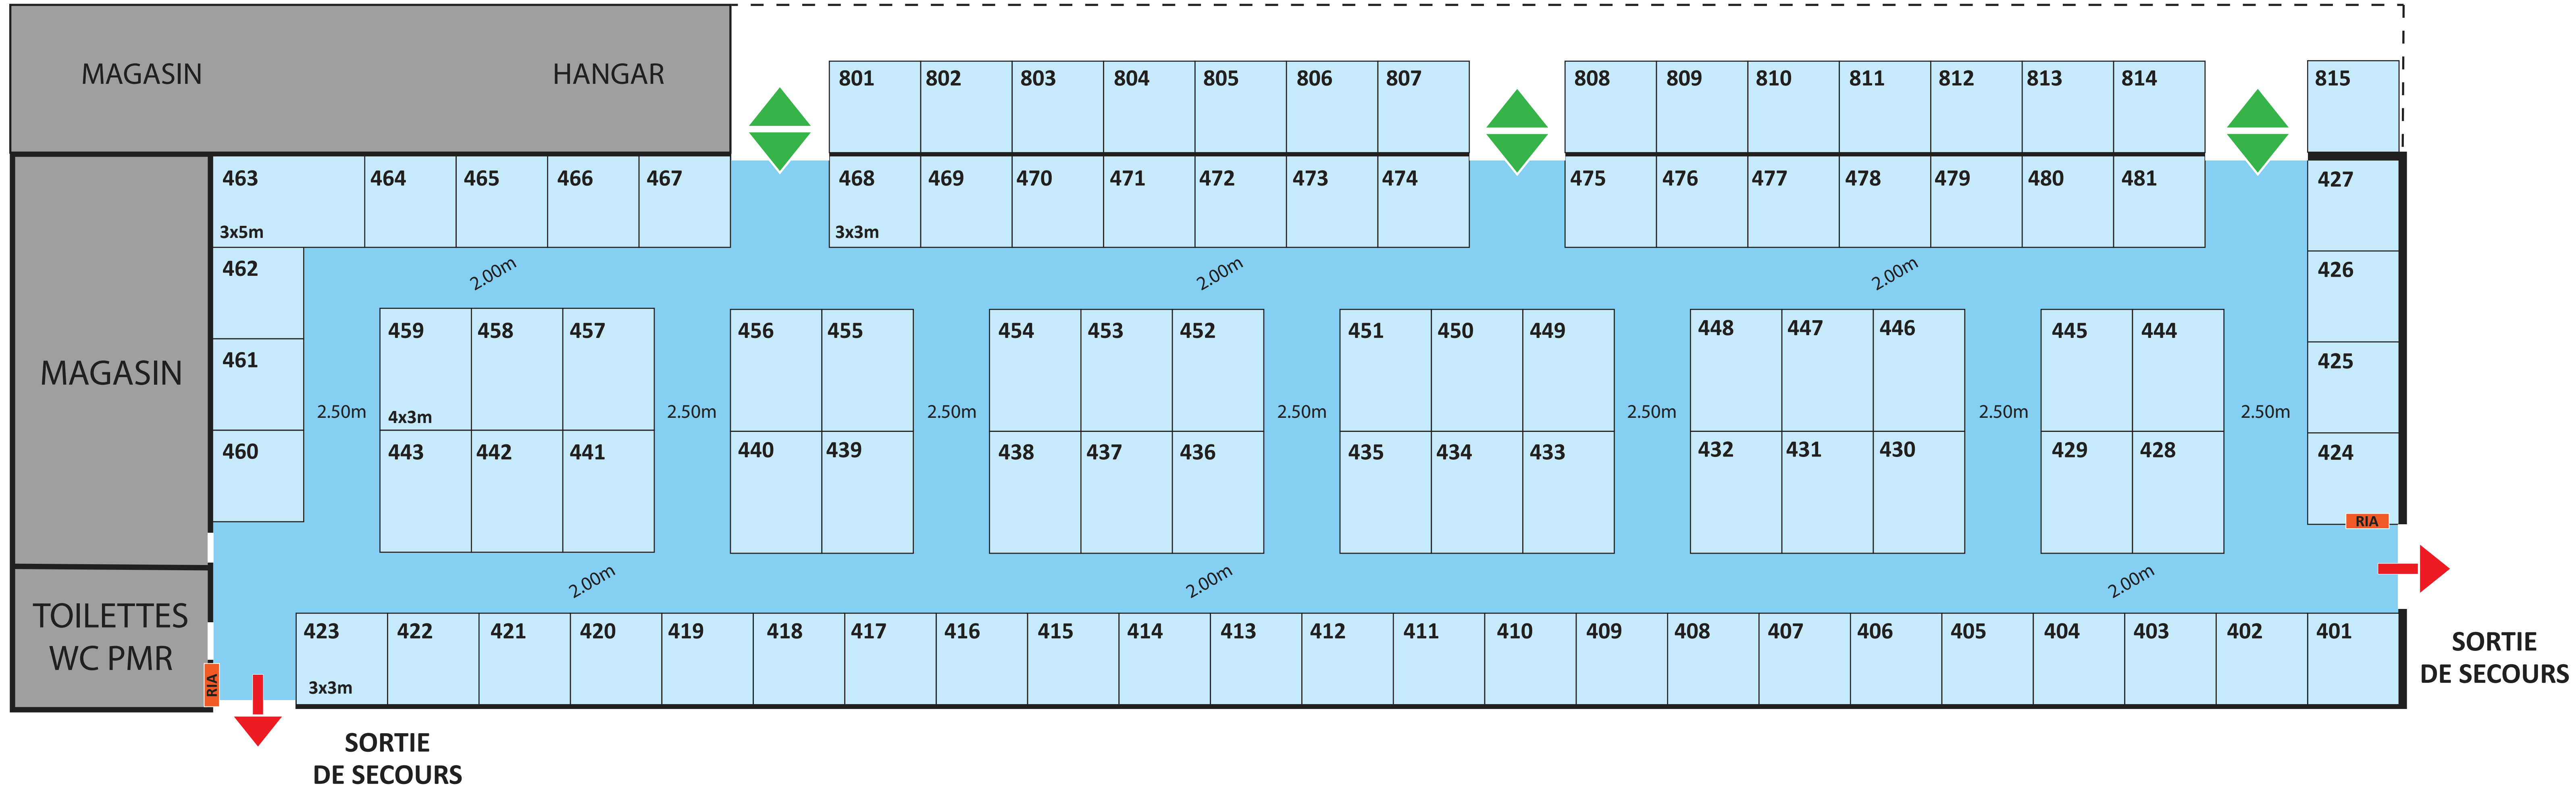 MAGASIN HANGAR
801 802 803 804 805 806 807 808 809 810 811 812 813 814 815
463 464 465 466 467 468 469 470 471 472 473 474 475 476 477 478 479 480 481 427
3x5m 3x3m
462 2.00m 2.00m 2.00m 426
459 458 457 456 455 454 453 452 451 450 449 448 447 446 445 444
MAGASIN 461 425
4x3m 2.50m 2.50m 2.50m 2.50m 2.50m 2.50m 2.50m
460 443 442 441 440 439 438 437 436 435 434 433 432 431 430 429 428 424
RIA
2.00m 2.00m 2.00m
TOILETTES
WC PMR
423 422 421 420 419 418 417 416 415 414 413 412 411 410 409 408 407 406 405 404 403 402 401
3x3m
RIA
SORTIE
DE SECOURS
SORTIE
DE SECOURS